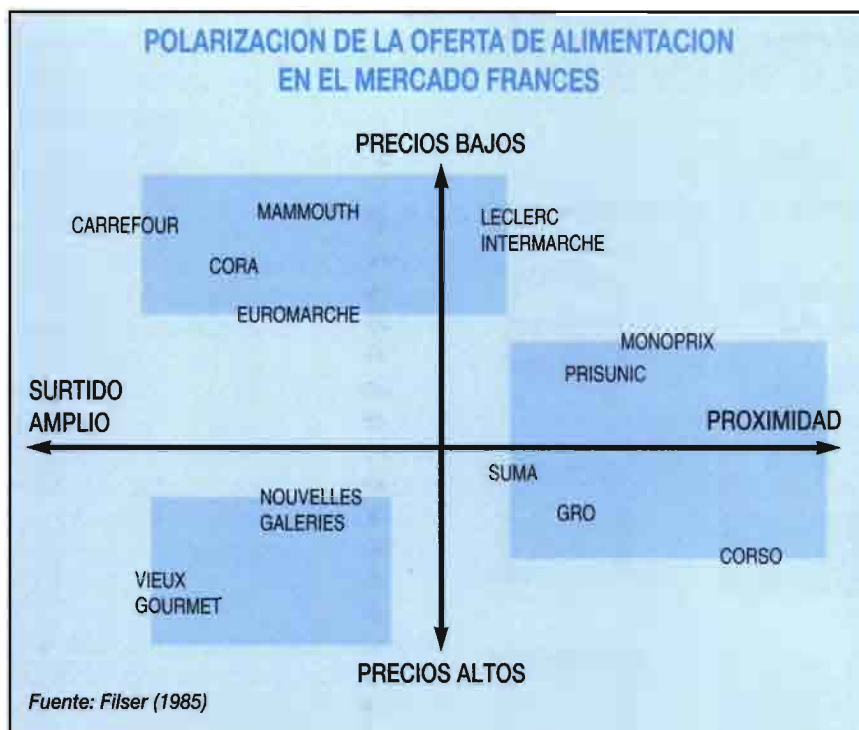 POLARIZACION DE LA OFERTA DE ALIMENTACION
EN EL MERCADO FRANCES
PRECIOS BAJOS
CARREFOUR
MAMMOUTH
LECLERC
INTERMARCHE
CORA
EUROMARCHE
MONOPRIX
PRISUNIC
SURTIDO
AMPLIO
PROXIMIDAD
SUMA
NOUVELLES
GALERIES
GRO
CORSO
VIEUX
GOURMET
PRECIOS ALTOS
Fuente: Filser (1985)